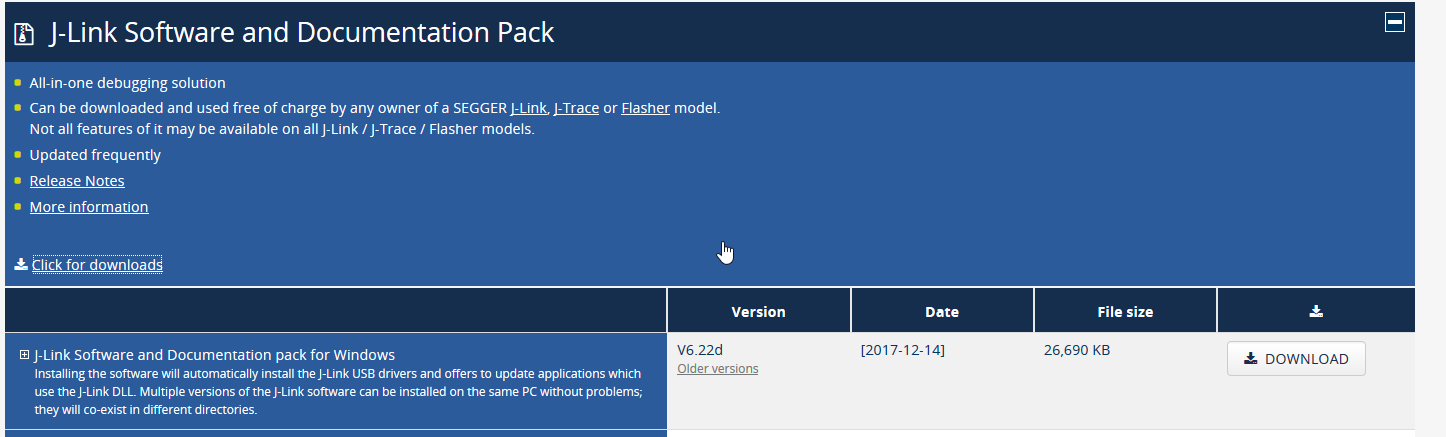 J-Link Software and Documentation Pack
All-in-one debugging solution
Can be downloaded and used free of charge by any owner of a SEGGER J-Link, J-Trace or Flasher model.
Not all features of it may be available on all J-Link / J-Trace / Flasher models.
Updated frequently
Release Notes
More information
Click for downloads
Version Date File size
J-Link Software and Documentation pack for Windows
Installing the software will automatically install the J-Link USB drivers and offers to update applications which
use the J-Link DLL. Multiple versions of the J-Link software can be installed on the same PC without problems;
they will co-exist in different directories.
V6.22d [2017-12-14] 26,690 KB DOWNLOAD
Older versions